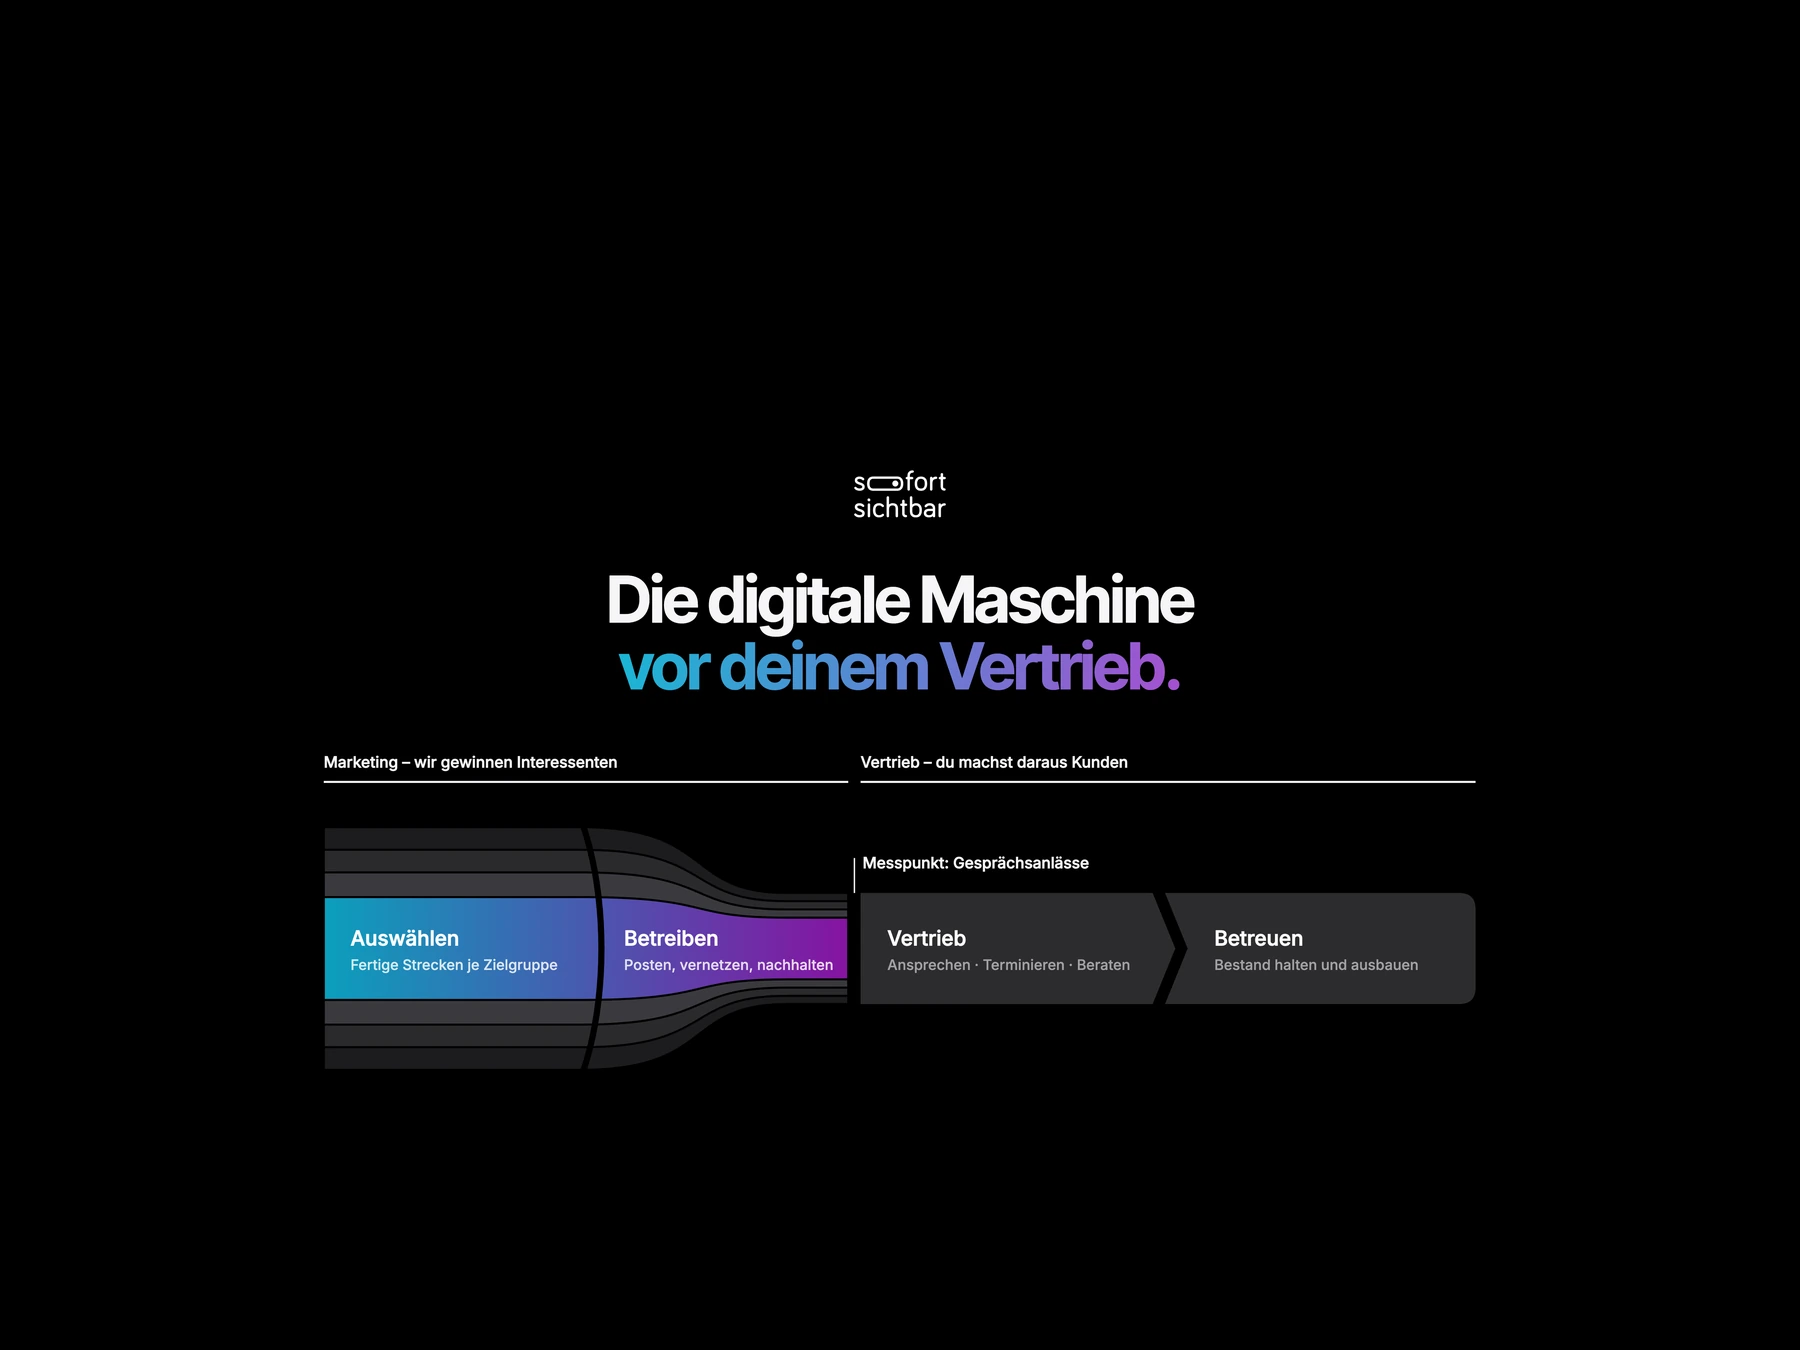 sofort
sichtbar
Die digitale Maschine
vor deinem Vertrieb.
Marketing – wir gewinnen Interessenten
Vertrieb – du machst daraus Kunden
Messpunkt: Gesprächsanlässe
Auswählen
Fertige Strecken je Zielgruppe
Betreiben
Posten, vernetzen, nachhalten
Vertrieb
Ansprechen · Terminieren · Beraten
Betreuen
Bestand halten und ausbauen